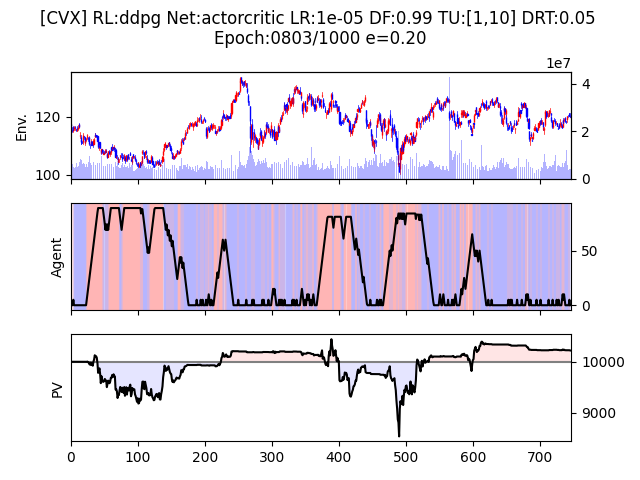 [CVX] RL:ddpg Net:actorcritic LR:1e-05 DF:0.99 TU:[1,10] DRT:0.05
Epoch:0803/1000 e=0.20
1e7
Env.
120
100
4
2
0
Agent
50
0
PV
10000
9000
0 100 200 300 400 500 600 700